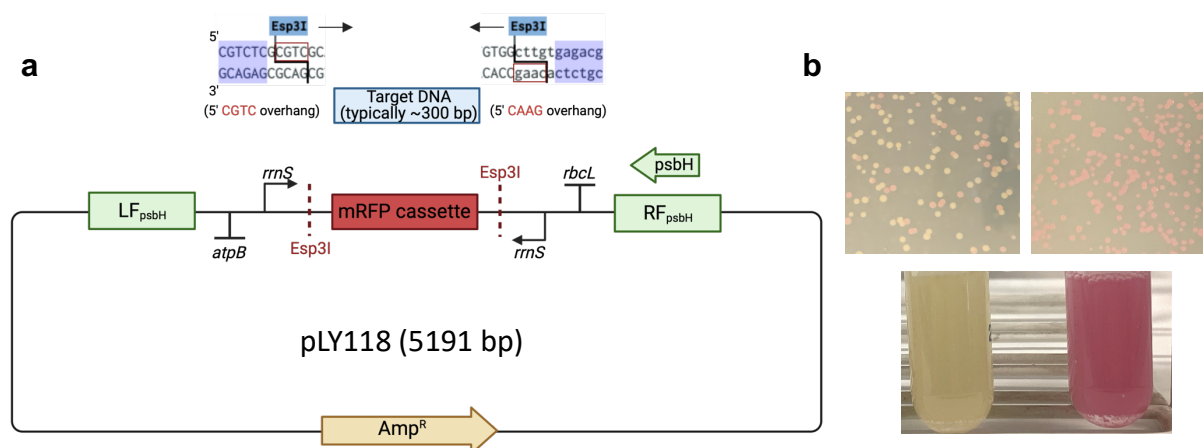 a
b
Esp3I
Esp3I
5'
CGTCTCGCGTCGC
GCAGAGCGCAGCG
3'
GTGGcttgtgagacg
CACCgaacactctgc
(5' CGTC overhang)
Target DNA
(typically ~300 bp)
(5' CAAG overhang)
psbH
LFpsbH
atpB
rrnS
Esp3I
mRFP cassette
Esp3I
rrnS
rbcL
RFpsbH
pLY118 (5191 bp)
AmpR